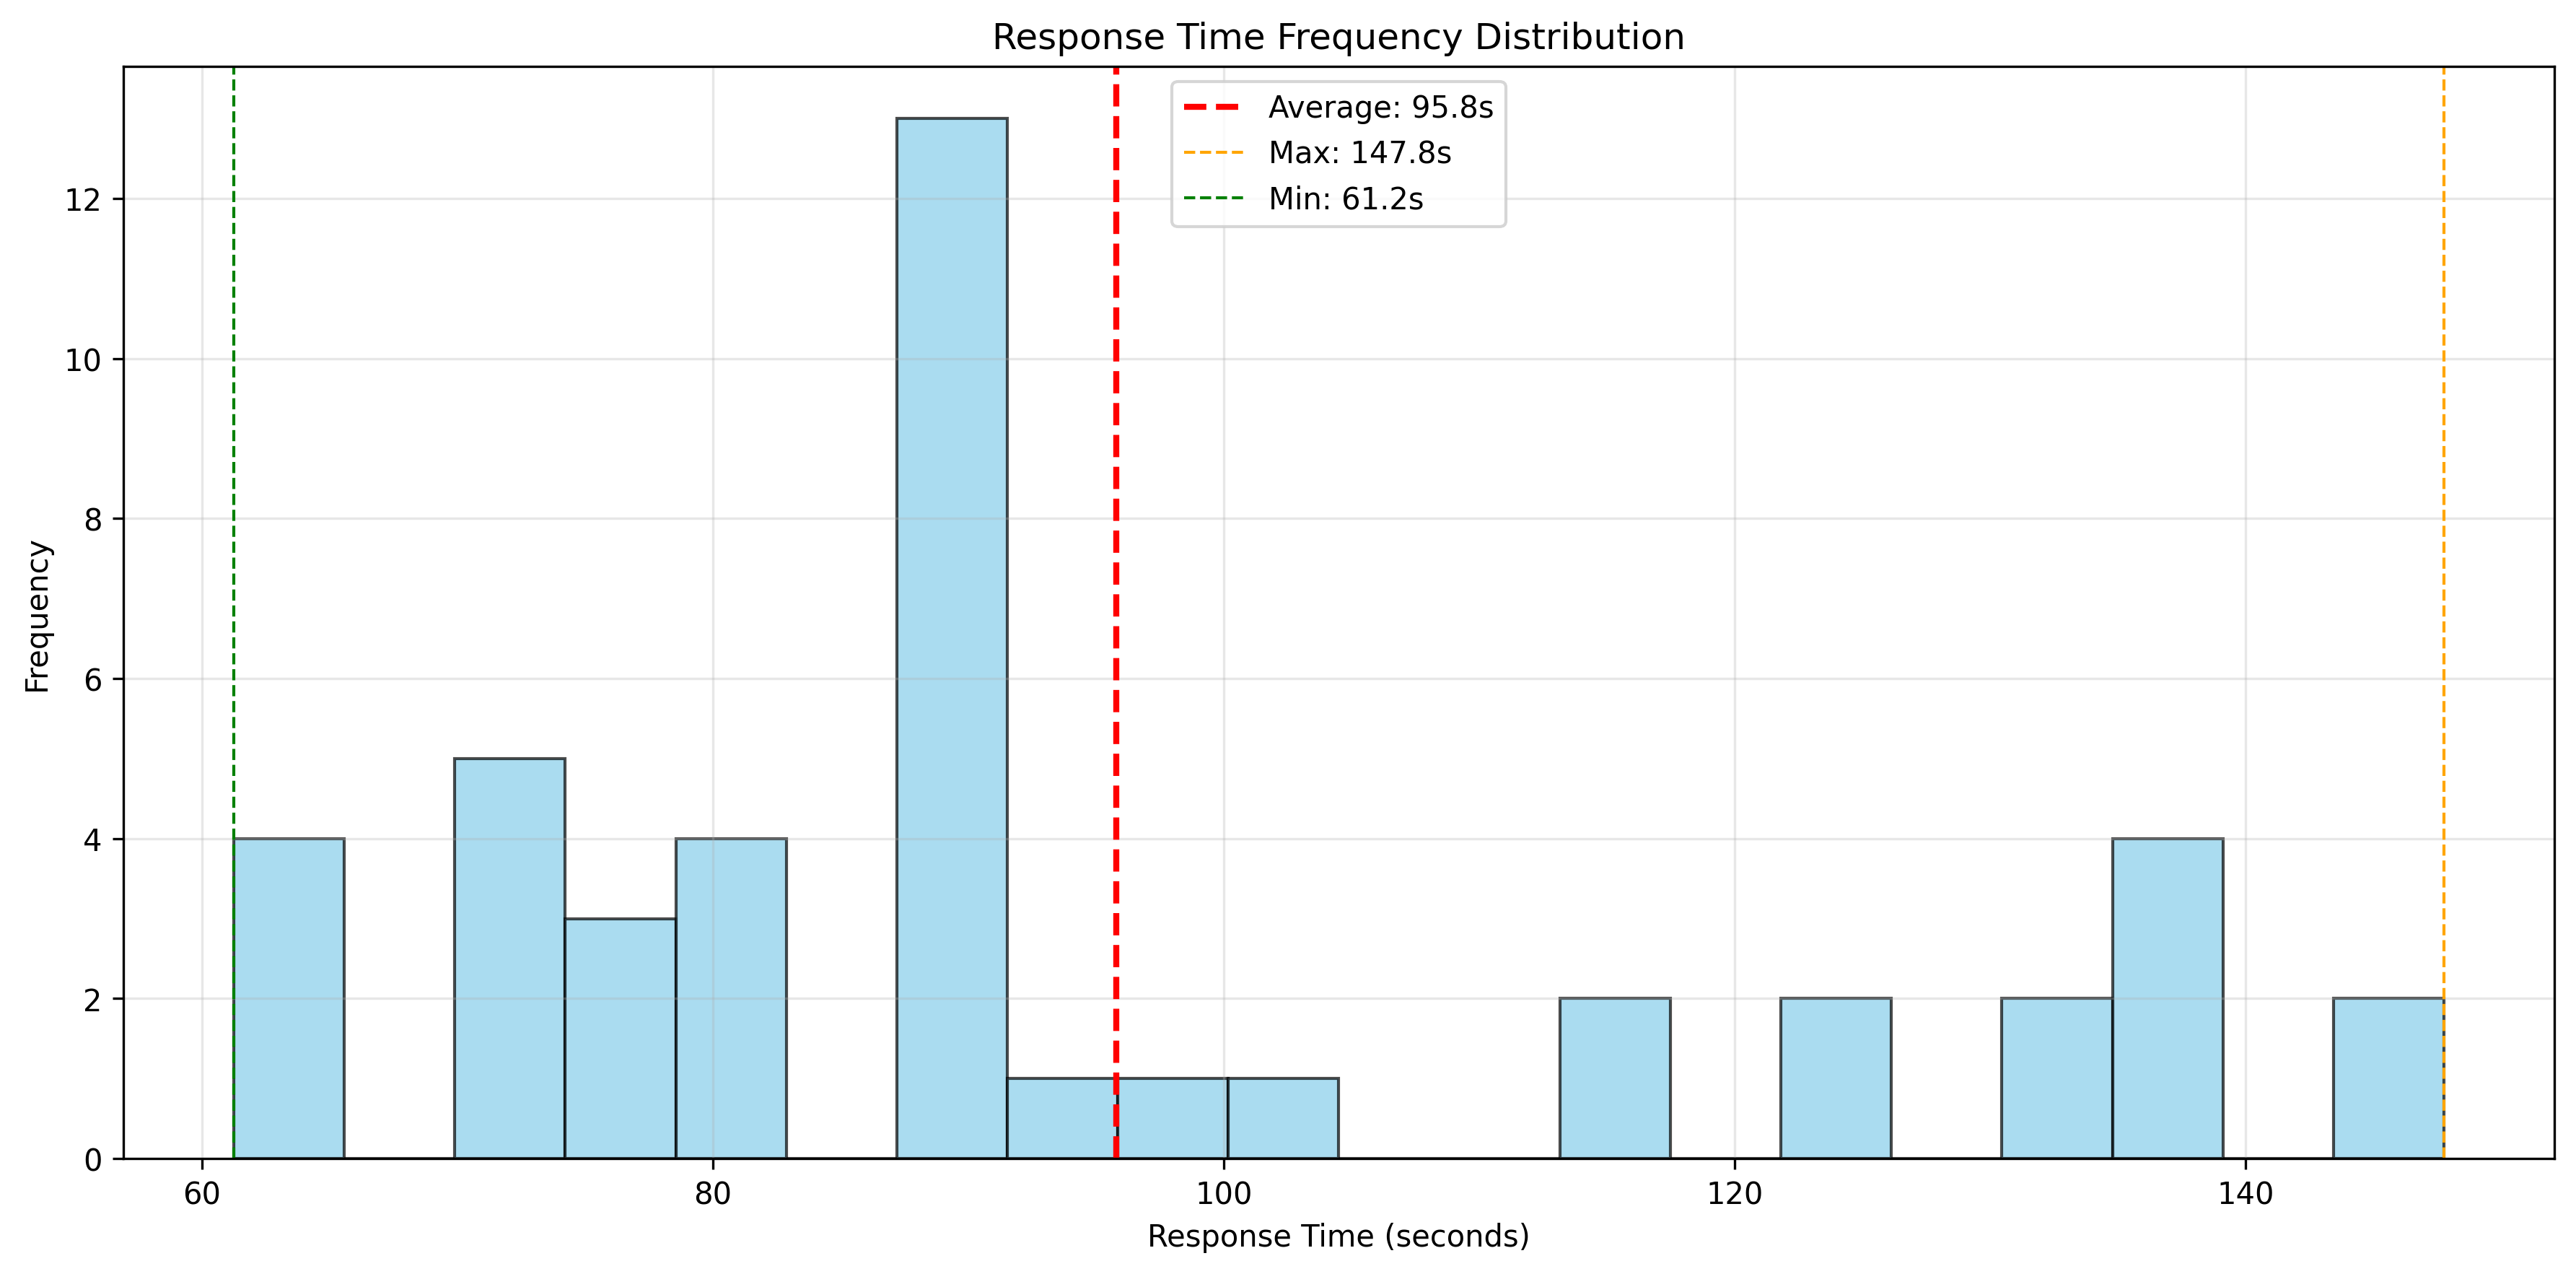 Response Time Frequency Distribution
Average: 95.8s
Max: 147.8s
Min: 61.2s
12
10
8
6
4
2
0
Frequency
60 80 100 120 140
Response Time (seconds)